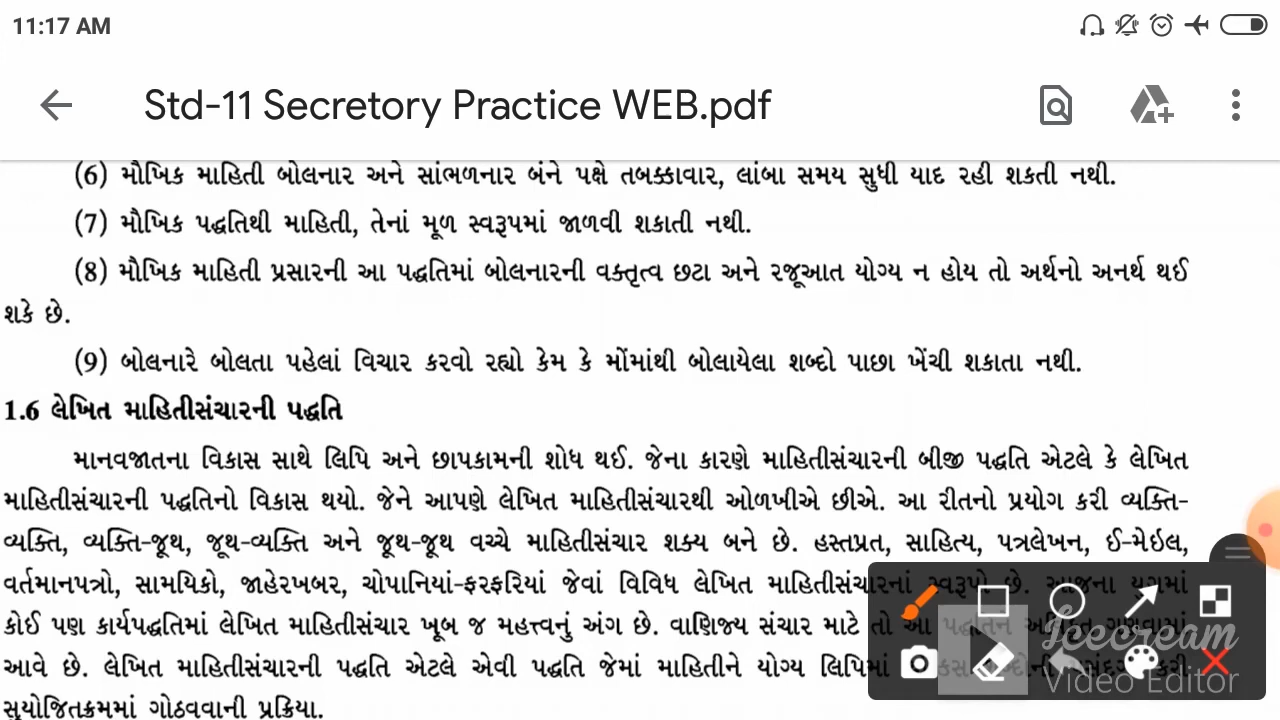 11:17 AM
Std-11 Secretory Practice WEB.pdf
(6) મૌખિક માહિતી બોલનાર અને સાંભળનાર બંને પક્ષે તબક્કાવાર, લાંબા સમય સુધી યાદ રહી શકતી નથી.
(7) મૌખિક પદ્ધતિથી માહિતી, તેનાં મૂળ સ્વરૂપમાં જાળવી શકાતી નથી.
(8) મૌખિક માહિતી પ્રસારની આ પદ્ધતિમાં બોલનારની વક્તૃત્વ છટા અને રજૂઆત યોગ્ય ન હોય તો અર્થનો અનર્થ થઈ
શકે છે.
(9) બોલનારે બોલતા પહેલાં વિચાર કરવો રહ્યો કેમ કે મોંમાંથી બોલાયેલા શબ્દો પાછા ખેંચી શકાતા નથી.
1.6 લેખિત માહિતીસંચારની પદ્ધતિ
માનવજાતના વિકાસ સાથે લિપિ અને છાપકામની શોધ થઈ. જેના કારણે માહિતીસંચારની બીજી પદ્ધતિ એટલે કે લેખિત
માહિતીસંચારની પદ્ધતિનો વિકાસ થયો. જેને આપણે લેખિત માહિતીસંચારથી ઓળખીએ છીએ. આ રીતનો પ્રયોગ કરી વ્યક્તિ-
વ્યક્તિ, વ્યક્તિ-જૂથ, જૂથ-વ્યક્તિ અને જૂથ-જૂથ વચ્ચે માહિતીસંચાર શક્ય બને છે. હસ્તપ્રત, સાહિત્ય, પત્રલેખન, ઈ-મેઇલ,
વર્તમાનપત્રો, સામયિકો, જાહેરખબર, ચોપાનિયાં-ફરફરિયાં જેવાં વિવિધ લેખિત માહિતીસંચારનાં સ્વરૂપો છે. આજના યુગમાં
કોઈ પણ કાર્યપદ્ધતિમાં લેખિત માહિતીસંચાર ખૂબ જ મહત્ત્વનું અંગ છે. વાણિજ્ય સંચાર માટે તો આ
આવે છે. લેખિત માહિતીસંચારની પદ્ધતિ એટલે એવી પદ્ધતિ જેમાં માહિતીને યોગ્ય લિપિમાં કરી
સુયોજિતક્રમમાં ગોઠવવાની પ્રક્રિયા.
Icecream
Video Editor